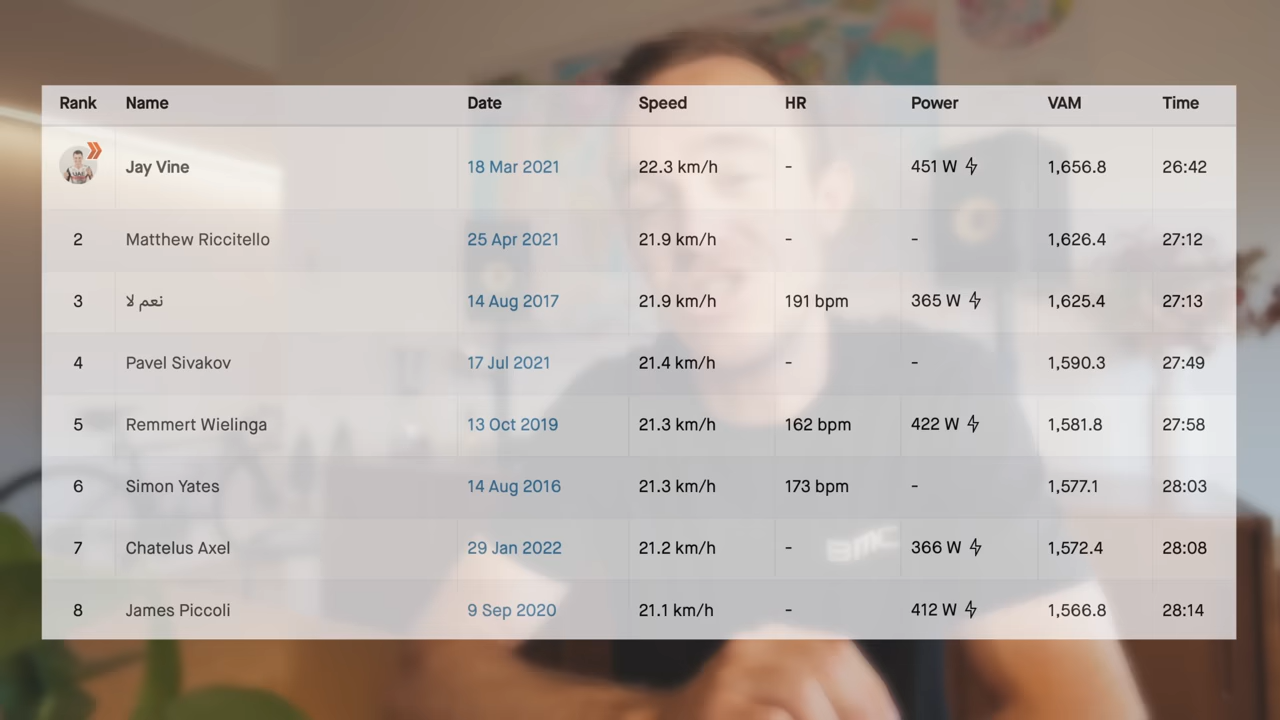 Rank Name Date Speed HR Power VAM Time
Jay Vine 18 Mar 2021 22.3 km/h - 451 W 1,656.8 26:42
2 Matthew Riccitello 25 Apr 2021 21.9 km/h - - 1,626.4 27:12
3 نعم لا 14 Aug 2017 21.9 km/h 191 bpm 365 W 1,625.4 27:13
4 Pavel Sivakov 17 Jul 2021 21.4 km/h - - 1,590.3 27:49
5 Remmert Wielinga 13 Oct 2019 21.3 km/h 162 bpm 422 W 1,581.8 27:58
6 Simon Yates 14 Aug 2016 21.3 km/h 173 bpm - 1,577.1 28:03
7 Chatelus Axel 29 Jan 2022 21.2 km/h - 366 W 1,572.4 28:08
8 James Piccoli 9 Sep 2020 21.1 km/h - 412 W 1,566.8 28:14
BMC